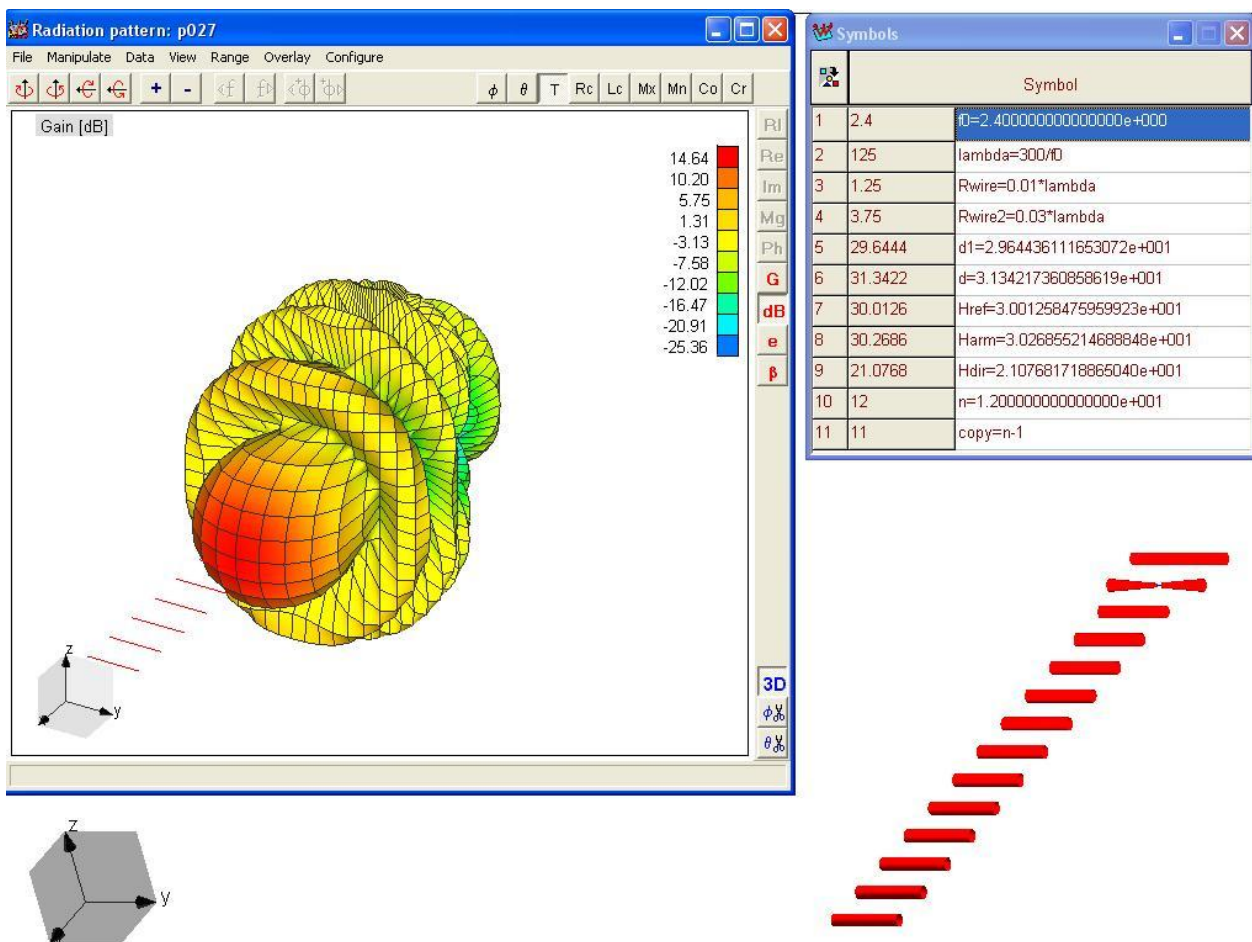 Radiation pattern: p027
File Manipulate Data View Range Overlay Configure
+ - f f φ φ φ θ T Rc Lc Mx Mn Co Cr
Gain [dB]
14.64
10.20
5.75
1.31
-3.13
-7.58
-12.02
-16.47
-20.91
-25.36
Rl
Re
Im
Mg
Ph
G
dB
e
β
3D
φ
θ
z
y
Symbols
Symbol
1 2.4 f0=2.400000000000000e+000
2 125 lambda=300/f0
3 1.25 Rwire=0.01*lambda
4 3.75 Rwire2=0.03*lambda
5 29.6444 d1=2.964436111653072e+001
6 31.3422 d=3.134217360858619e+001
7 30.0126 Href=3.001258475959923e+001
8 30.2686 Harm=3.026855214688848e+001
9 21.0768 Hdir=2.107681718865040e+001
10 12 n=1.200000000000000e+001
11 11 copy=n-1
z
y